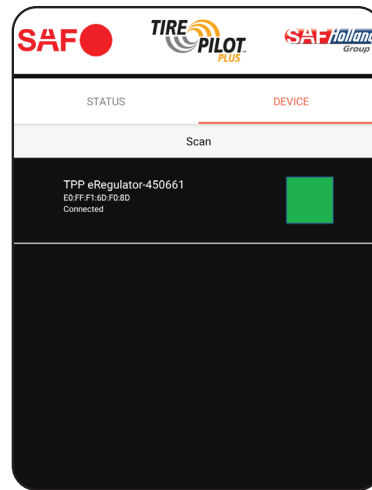 SAF
TIRE
PILOT
PLUS
SAF Holland
Group
STATUS
DEVICE
Scan
TPP eRegulator-450661
E0:FF:F1:6D:F0:8D
Connected